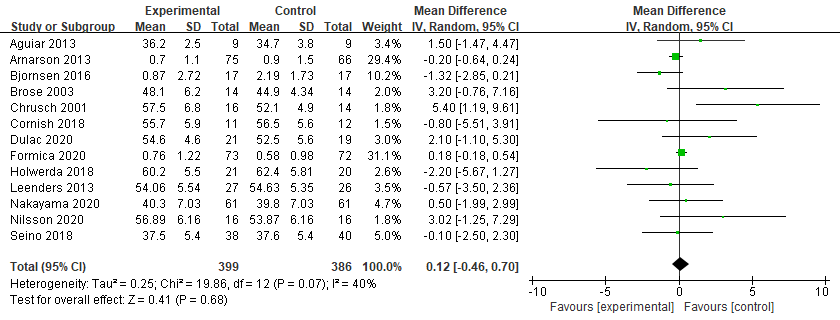 Experimental Control Mean Difference Mean Difference
Study or Subgroup Mean SD Total Mean SD Total Weight IV, Random, 95% CI IV, Random, 95% CI
Aguiar 2013 36.2 2.5 9 34.7 3.8 9 3.4% 1.50 [-1.47, 4.47]
Arnarson 2013 0.7 1.1 75 0.9 1.5 66 29.4% -0.20 [-0.64, 0.24]
Bjornsen 2016 0.87 2.72 17 2.19 1.73 17 10.2% -1.32 [-2.85, 0.21]
Brose 2003 48.1 6.2 14 44.9 4.34 14 2.0% 3.20 [-0.76, 7.16]
Chrusch 2001 57.5 6.8 16 52.1 4.9 14 1.8% 5.40 [1.19, 9.61]
Cornish 2018 55.7 5.9 11 56.5 5.6 12 1.5% -0.80 [-5.51, 3.91]
Dulac 2020 54.6 4.6 21 52.5 5.6 19 3.0% 2.10 [-1.10, 5.30]
Formica 2020 0.76 1.22 73 0.58 0.98 72 31.1% 0.18 [-0.18, 0.54]
Holwerda 2018 60.2 5.5 21 62.4 5.81 20 2.6% -2.20 [-5.67, 1.27]
Leenders 2013 54.06 5.54 27 54.63 5.35 26 3.5% -0.57 [-3.50, 2.36]
Nakayama 2020 40.3 7.03 61 39.8 7.03 61 4.7% 0.50 [-1.99, 2.99]
Nilsson 2020 56.89 6.16 16 53.87 6.16 16 1.7% 3.02 [-1.25, 7.29]
Seino 2018 37.5 5.4 38 37.6 5.4 40 5.0% -0.10 [-2.50, 2.30]
Total (95% CI) 399 386 100.0% 0.12 [-0.46, 0.70]
Heterogeneity: Tau² = 0.25; Chi² = 19.86, df = 12 (P = 0.07); I² = 40%
Test for overall effect: Z = 0.41 (P = 0.68)
-10 -5 0 5 10
Favours [experimental] Favours [control]